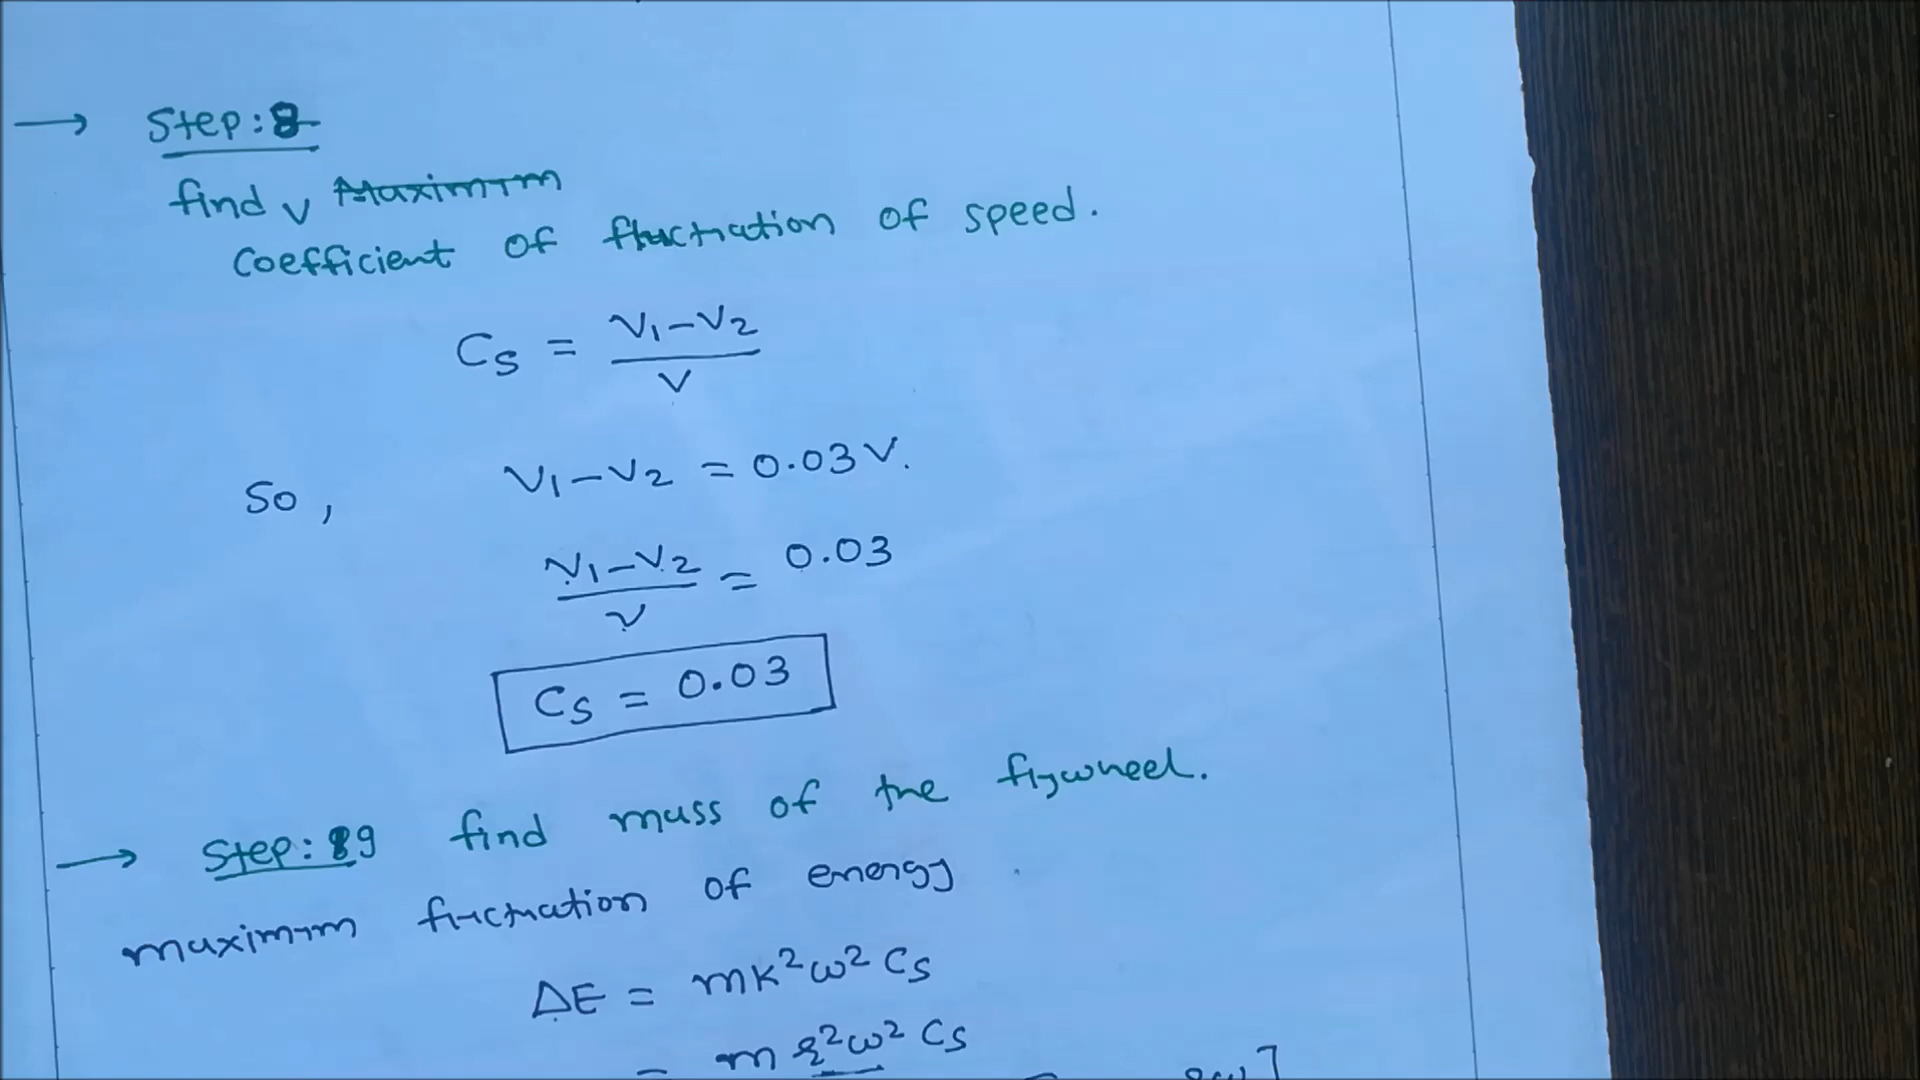 → Step: 8
find ∨ Maximum
Coefficient of fluctuation of speed.
Cs = V1-V2 / V
So, V1-V2 = 0.03 V.
V1-V2 / V = 0.03
Cs = 0.03
→ Step: 9 find mass of the flywheel.
maximum fluctuation of energy
ΔE = mk²ω² Cs
= m r²ω² Cs